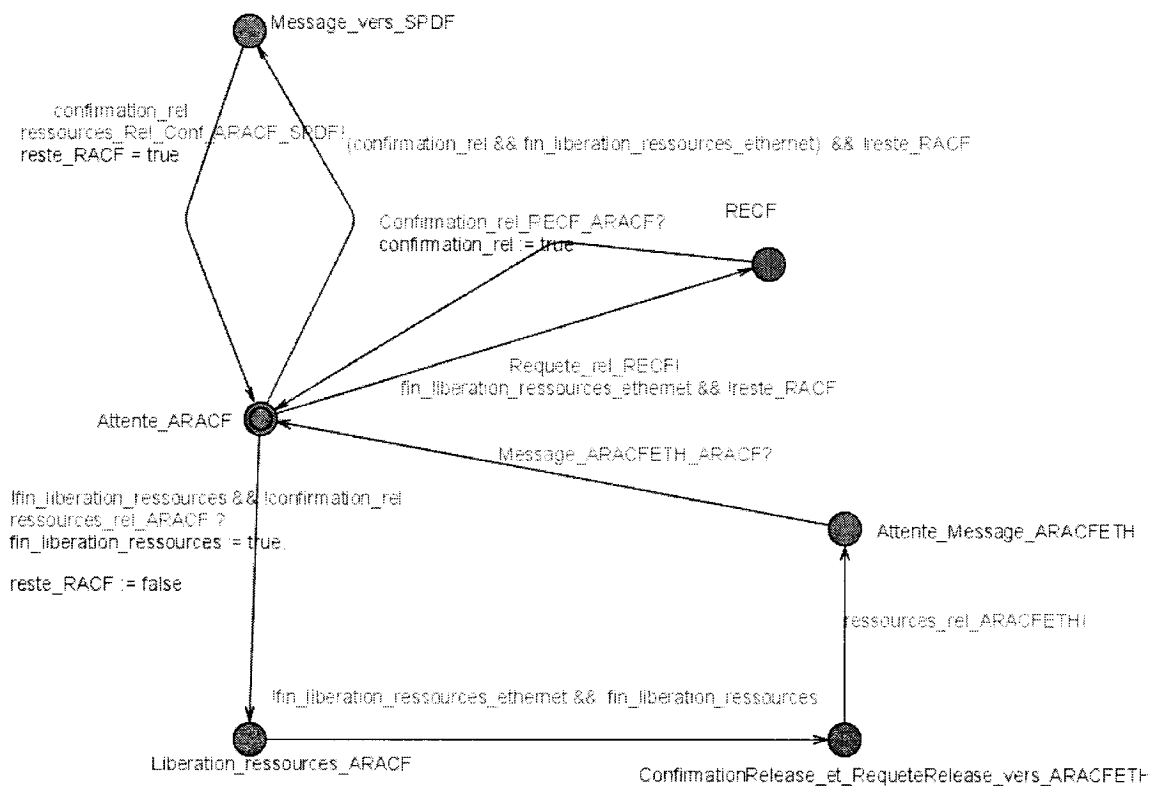 Message_vers_SPDF
confirmation_rel
ressources_Rel_Conf_ARACF_SPDF!
reste_RACF = true
(confirmation_rel && fin_liberation_ressources_ethernet) && !reste_RACF
RECF
Confirmation_rel_RECF_ARACF?
confirmation_rel := true
Requete_rel_RECF!
fin_liberation_ressources_ethernet && !reste_RACF
Attente_ARACF
Message_ARACFETH_ARACF?
!fin_liberation_ressources && !confirmation_rel
ressources_rel_ARACF ?
fin_liberation_ressources := true,
reste_RACF := false
Attente_Message_ARACFETH
ressources_rel_ARACFETH!
!fin_liberation_ressources_ethernet && fin_liberation_ressources
Liberation_ressources_ARACF
ConfirmationRelease_et_RequeteRelease_vers_ARACFETH